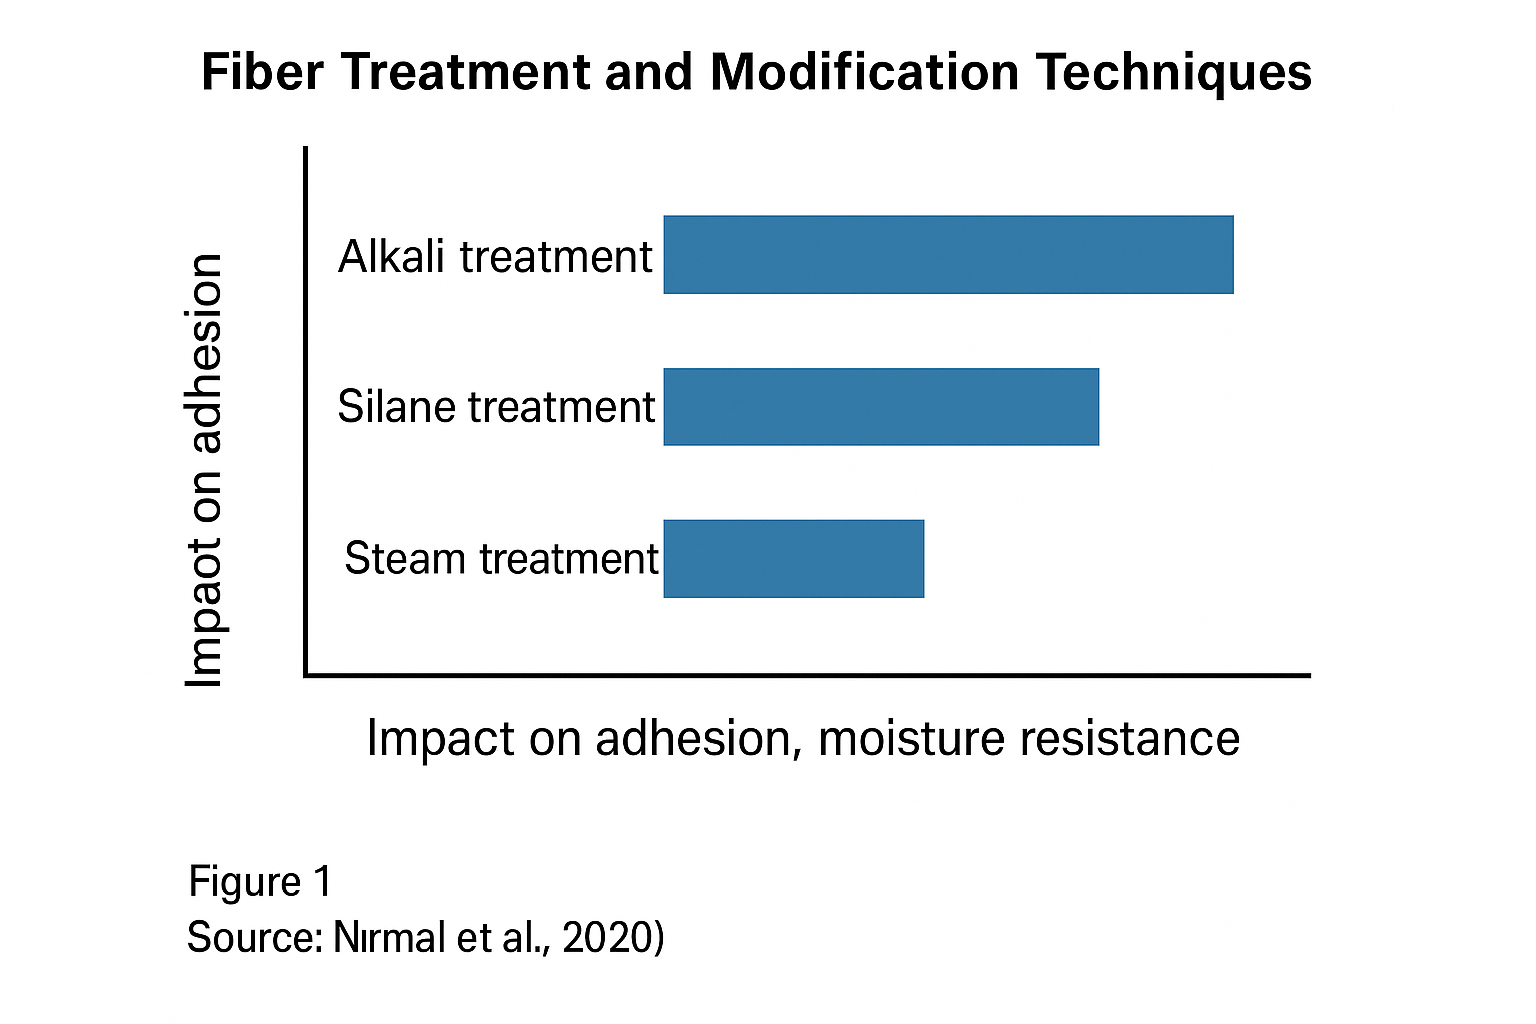 Fiber Treatment and Modification Techniques
Impaot on adhesion
Alkali treatment
Silane treatment
Steam treatment
Impact on adhesion, moisture resistance
Figure 1
Source: Nırmal et al., 2020)